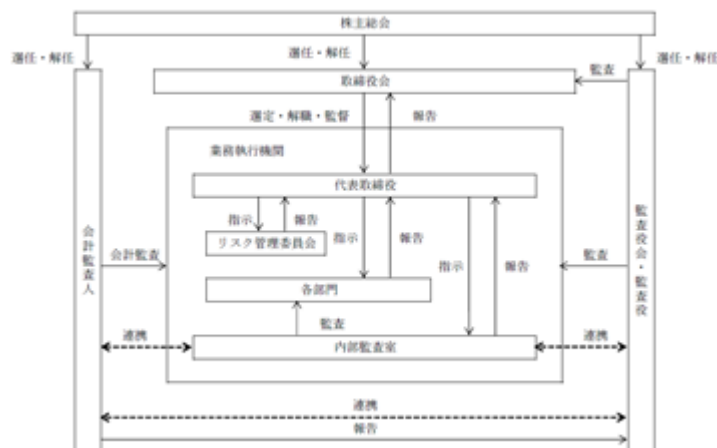 株主総会
選任・解任
選任・解任
選任・解任
取締役会
監査
選定・解職・監督
報告
業務執行機関
代表取締役
指示
報告
リスク管理委員会
指示
報告
指示
報告
会計監査人
会計監査
監査
監査役会・監査役
各部門
監査
連携
内部監査室
連携
連携
報告